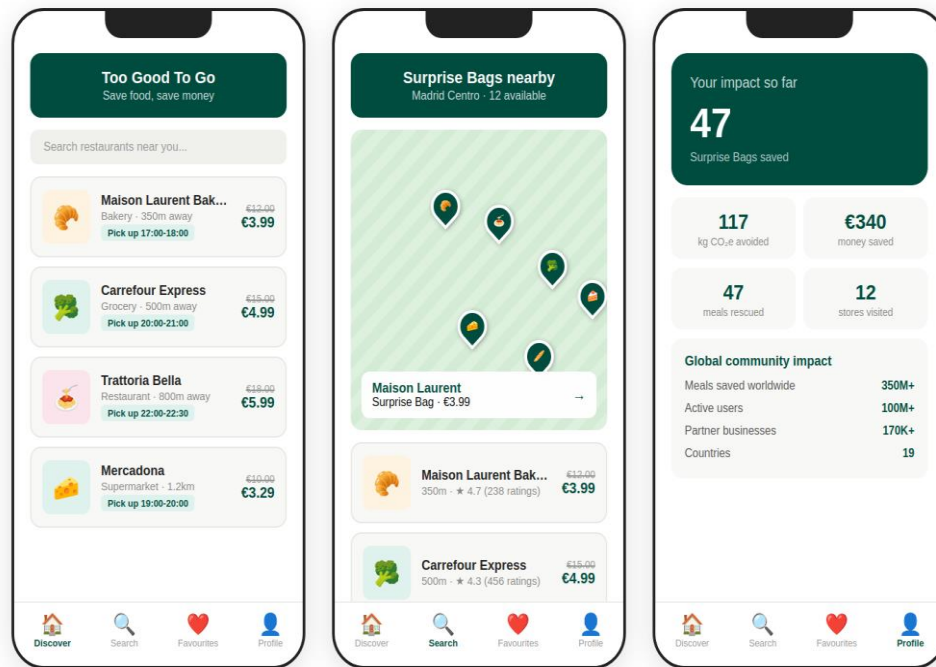 Too Good To Go
Save food, save money
Search restaurants near you...
Maison Laurent Bak...
Bakery · 350m away
Pick up 17:00-18:00
€12.00
€3.99
Carrefour Express
Grocery · 500m away
Pick up 20:00-21:00
€15.00
€4.99
Trattoria Bella
Restaurant · 800m away
Pick up 22:00-22:30
€18.00
€5.99
Mercadona
Supermarket · 1.2km
Pick up 19:00-20:00
€10.00
€3.29
Discover
Search
Favourites
Profile
Surprise Bags nearby
Madrid Centro · 12 available
Maison Laurent
Surprise Bag · €3.99
→
Maison Laurent Bak...
350m · ★ 4.7 (238 ratings)
€12.00
€3.99
Carrefour Express
500m · ★ 4.3 (456 ratings)
€15.00
€4.99
Discover
Search
Favourites
Profile
Your impact so far
47
Surprise Bags saved
117
kg CO₂e avoided
€340
money saved
47
meals rescued
12
stores visited
Global community impact
Meals saved worldwide 350M+
Active users 100M+
Partner businesses 170K+
Countries 19
Discover
Search
Favourites
Profile